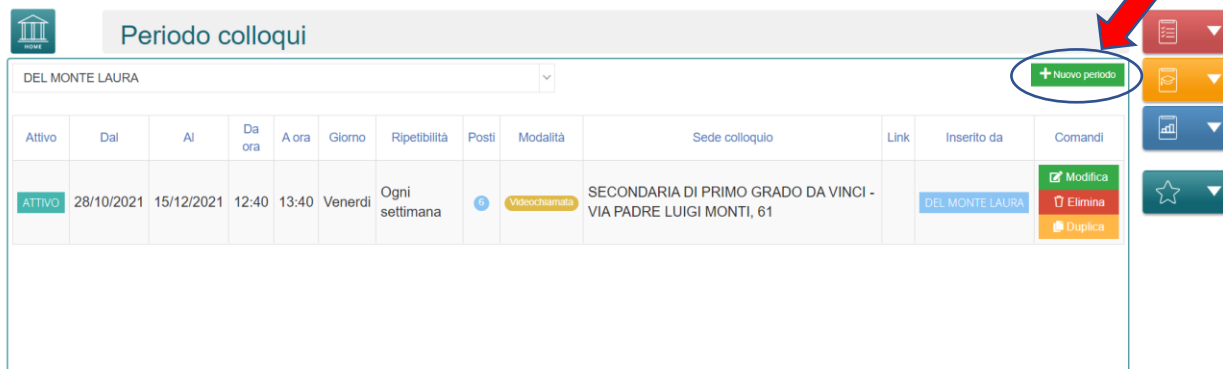 HOME
Periodo colloqui
DEL MONTE LAURA
Nuovo periodo
Attivo Dal Al Da ora A ora Giorno Ripetibilità Posti Modalità Sede colloquio Link Inserito da Comandi
ATTIVO 28/10/2021 15/12/2021 12:40 13:40 Venerdi Ogni settimana 6 Videochiamata SECONDARIA DI PRIMO GRADO DA VINCI -
VIA PADRE LUIGI MONTI, 61
DEL MONTE LAURA
Modifica
Elimina
Duplica